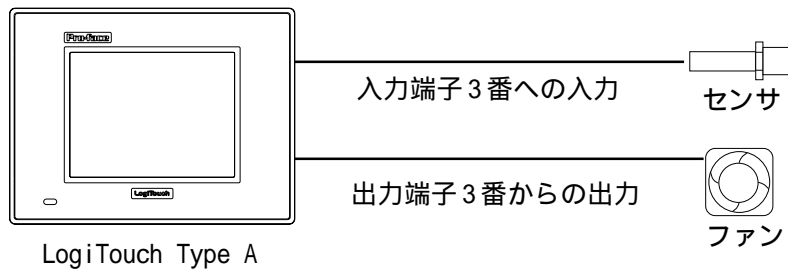 Pro-face
入力端子３番への入力
センサ
LogiTouch
出力端子３番からの出力
ファン
LogiTouch Type A